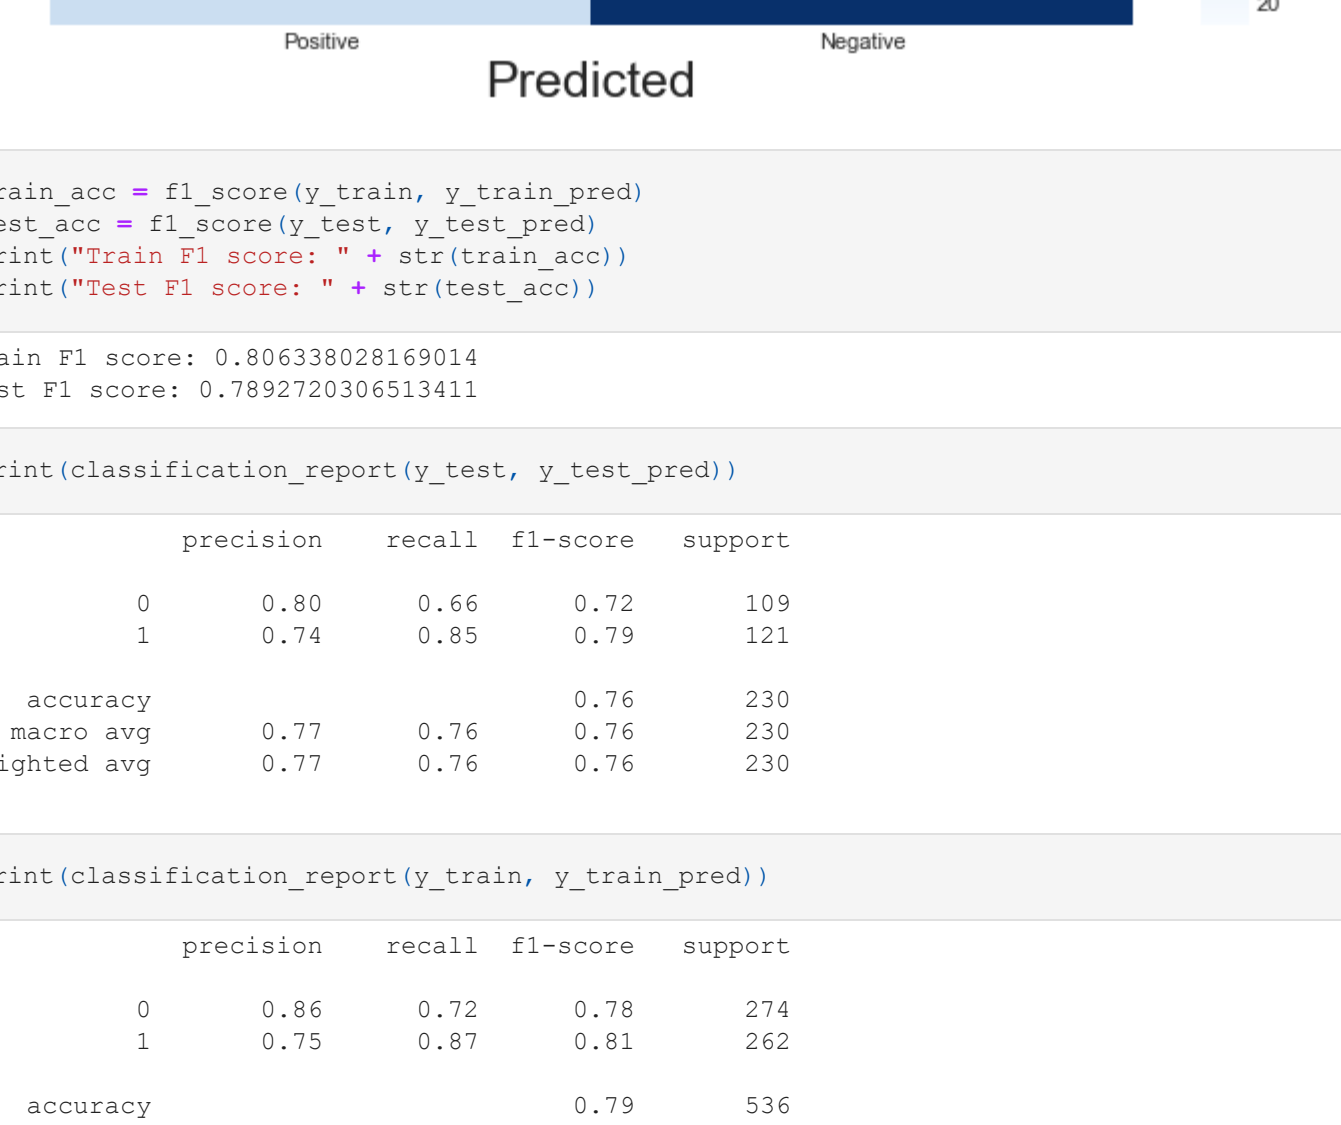 20
Positive Negative
Predicted
rain_acc = f1_score(y_train, y_train_pred)
est_acc = f1_score(y_test, y_test_pred)
rint("Train F1 score: " + str(train_acc))
rint("Test F1 score: " + str(test_acc))
ain F1 score: 0.806338028169014
st F1 score: 0.7892720306513411
rint(classification_report(y_test, y_test_pred))
precision recall f1-score support
0 0.80 0.66 0.72 109
1 0.74 0.85 0.79 121
accuracy 0.76 230
macro avg 0.77 0.76 0.76 230
ighted avg 0.77 0.76 0.76 230
rint(classification_report(y_train, y_train_pred))
precision recall f1-score support
0 0.86 0.72 0.78 274
1 0.75 0.87 0.81 262
accuracy 0.79 536